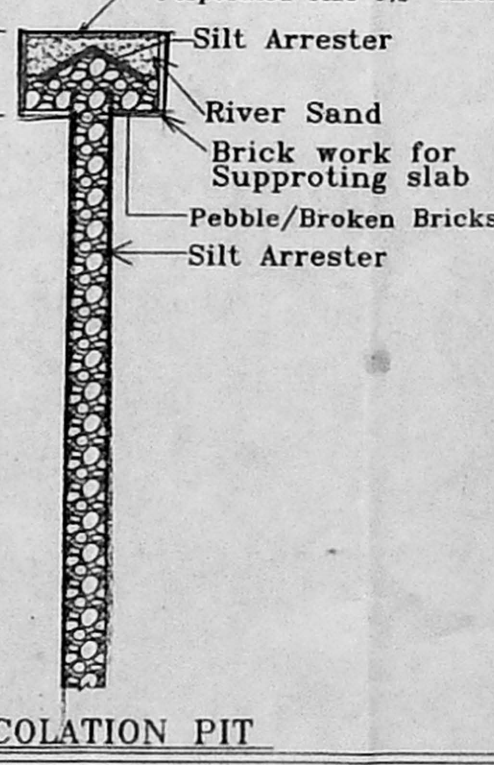 Silt Arrester
River Sand
Brick work for
Supproting slab
Pebble/Broken Bricks
Silt Arrester
COLATION PIT